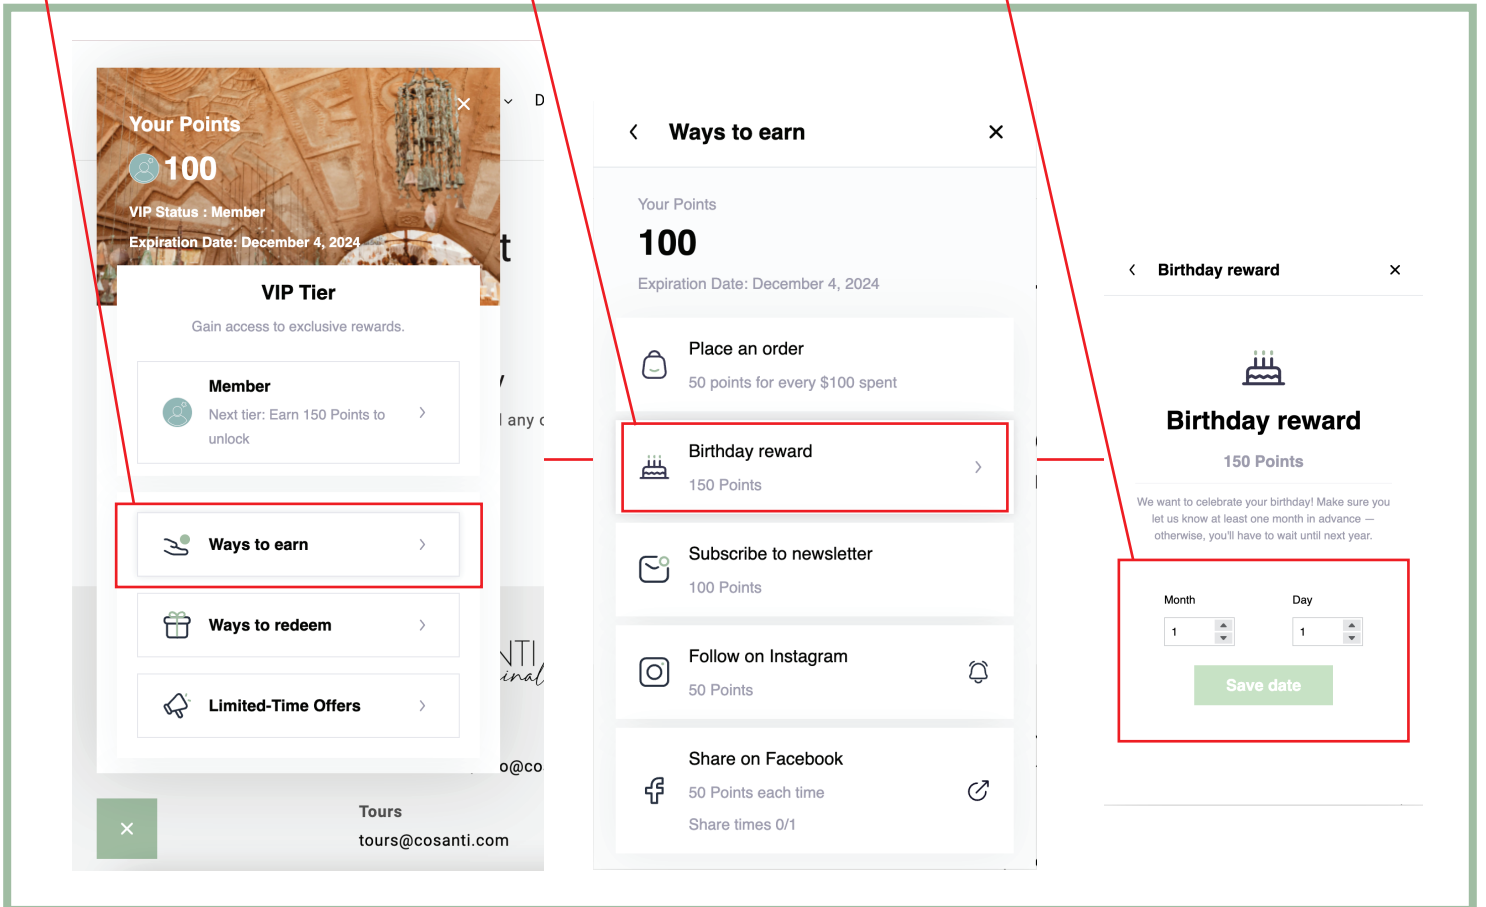 Your Points
100
VIP Status : Member
Expiration Date: December 4, 2024
VIP Tier
Gain access to exclusive rewards.
Member
Next tier: Earn 150 Points to
unlock
Ways to earn
Ways to redeem
Limited-Time Offers
D
t
l any c
o@co
Tours
tours@cosanti.com
Ways to earn
Your Points
100
Expiration Date: December 4, 2024
Place an order
50 points for every $100 spent
Birthday reward
150 Points
Subscribe to newsletter
100 Points
Follow on Instagram
50 Points
Share on Facebook
50 Points each time
Share times 0/1
Birthday reward
Birthday reward
150 Points
We want to celebrate your birthday! Make sure you
let us know at least one month in advance —
otherwise, you'll have to wait until next year.
Month
Day
1
1
Save date